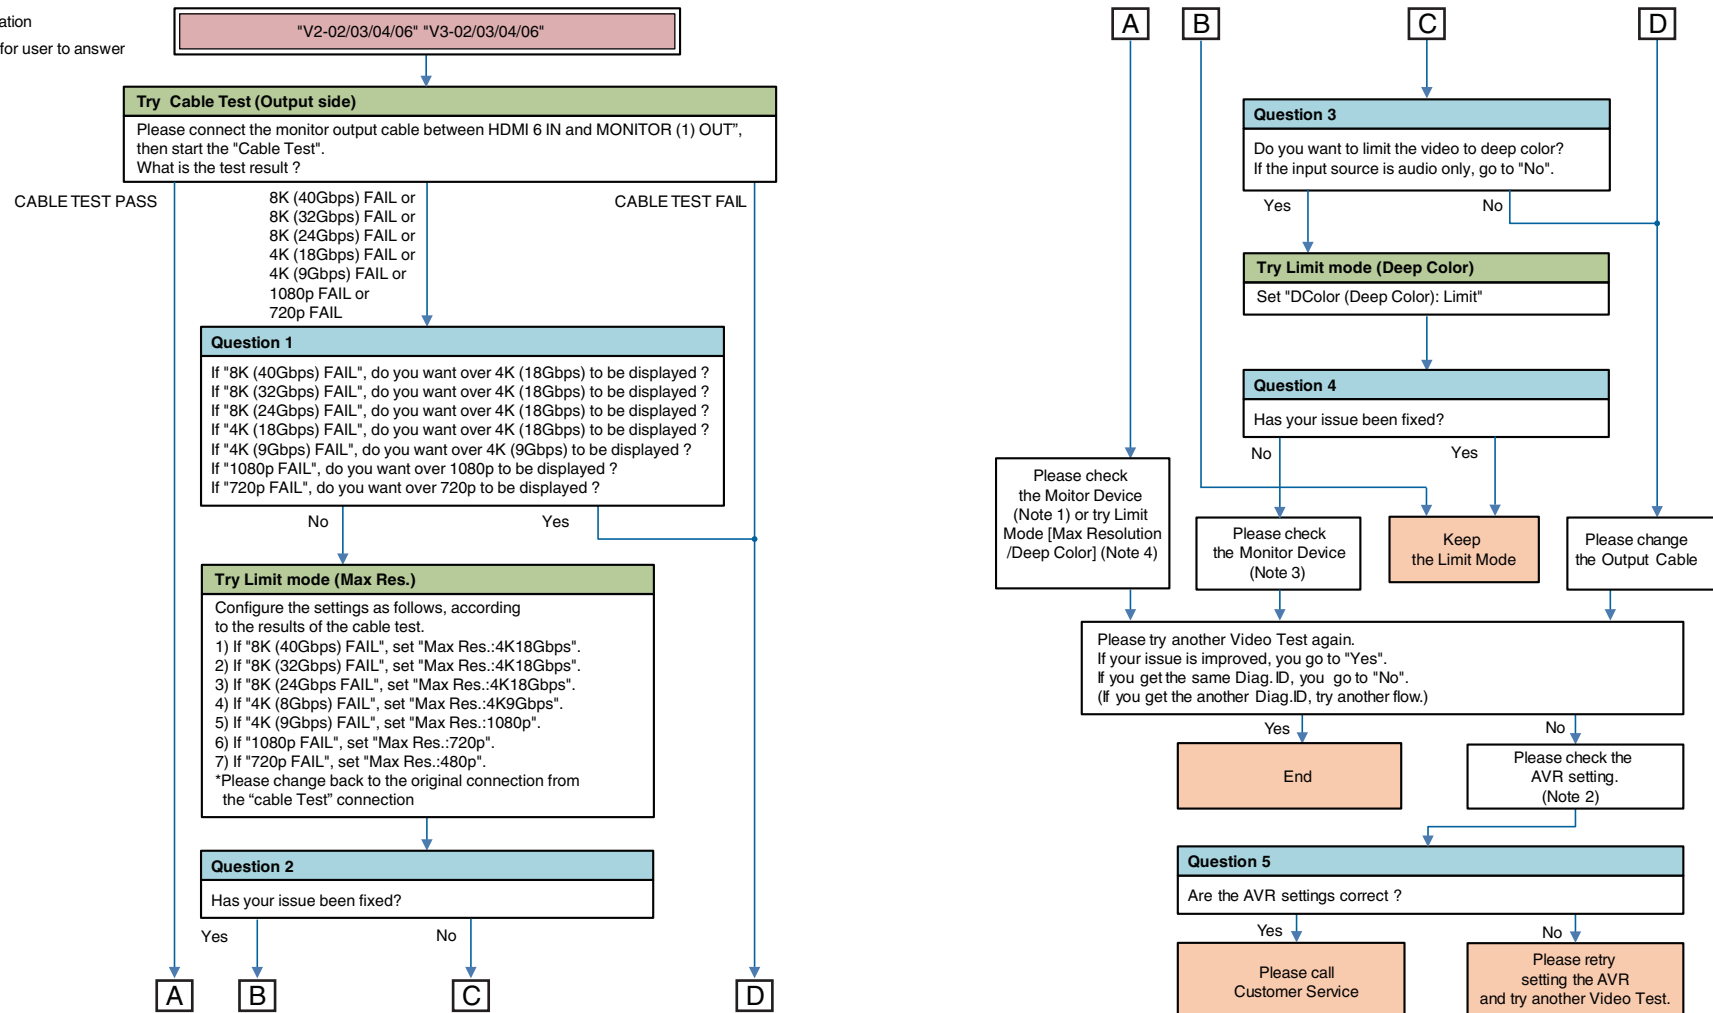 ation
for user to answer
"V2-02/03/04/06" "V3-02/03/04/06"
Try Cable Test (Output side)
Please connect the monitor output cable between HDMI 6 IN and MONITOR (1) OUT”,
then start the "Cable Test".
What is the test result ?
CABLE TEST PASS
8K (40Gbps) FAIL or
8K (32Gbps) FAIL or
8K (24Gbps) FAIL or
4K (18Gbps) FAIL or
4K (9Gbps) FAIL or
1080p FAIL or
720p FAIL
CABLE TEST FAIL
Question 1
If "8K (40Gbps) FAIL", do you want over 4K (18Gbps) to be displayed ?
If "8K (32Gbps) FAIL", do you want over 4K (18Gbps) to be displayed ?
If "8K (24Gbps) FAIL", do you want over 4K (18Gbps) to be displayed ?
If "4K (18Gbps) FAIL", do you want over 4K (18Gbps) to be displayed ?
If "4K (9Gbps) FAIL", do you want over 4K (9Gbps) to be displayed ?
If "1080p FAIL", do you want over 1080p to be displayed ?
If "720p FAIL", do you want over 720p to be displayed ?
No
Yes
Try Limit mode (Max Res.)
Configure the settings as follows, according
to the results of the cable test.
1) If "8K (40Gbps) FAIL", set "Max Res.:4K18Gbps".
2) If "8K (32Gbps) FAIL", set "Max Res.:4K18Gbps".
3) If "8K (24Gbps FAIL", set "Max Res.:4K18Gbps".
4) If "4K (8Gbps) FAIL", set "Max Res.:4K9Gbps".
5) If "4K (9Gbps) FAIL", set "Max Res.:1080p".
6) If "1080p FAIL", set "Max Res.:720p".
7) If "720p FAIL", set "Max Res.:480p".
*Please change back to the original connection from
the “cable Test” connection
Question 2
Has your issue been fixed?
Yes
No
A
B
C
D
A
B
C
D
Question 3
Do you want to limit the video to deep color?
If the input source is audio only, go to "No".
Yes
No
Try Limit mode (Deep Color)
Set "DColor (Deep Color): Limit"
Question 4
Has your issue been fixed?
No
Yes
Please check
the Moitor Device
(Note 1) or try Limit
Mode [Max Resolution
/Deep Color] (Note 4)
Please check
the Monitor Device
(Note 3)
Keep
the Limit Mode
Please change
the Output Cable
Please try another Video Test again.
If your issue is improved, you go to "Yes".
If you get the same Diag.ID, you go to "No".
(If you get the another Diag.ID, try another flow.)
Yes
No
End
Please check the
AVR setting.
(Note 2)
Question 5
Are the AVR settings correct ?
Yes
No
Please call
Customer Service
Please retry
setting the AVR
and try another Video Test.